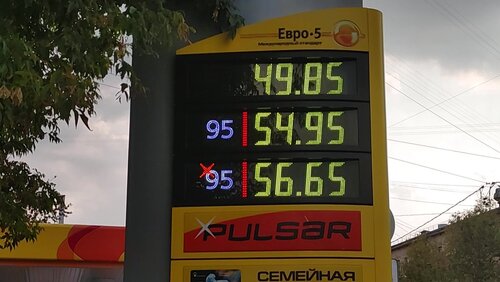 Евро·5
Международный стандарт
49.85
95 54.95
95 56.65
PULSAR
СЕМЕЙНАЯ